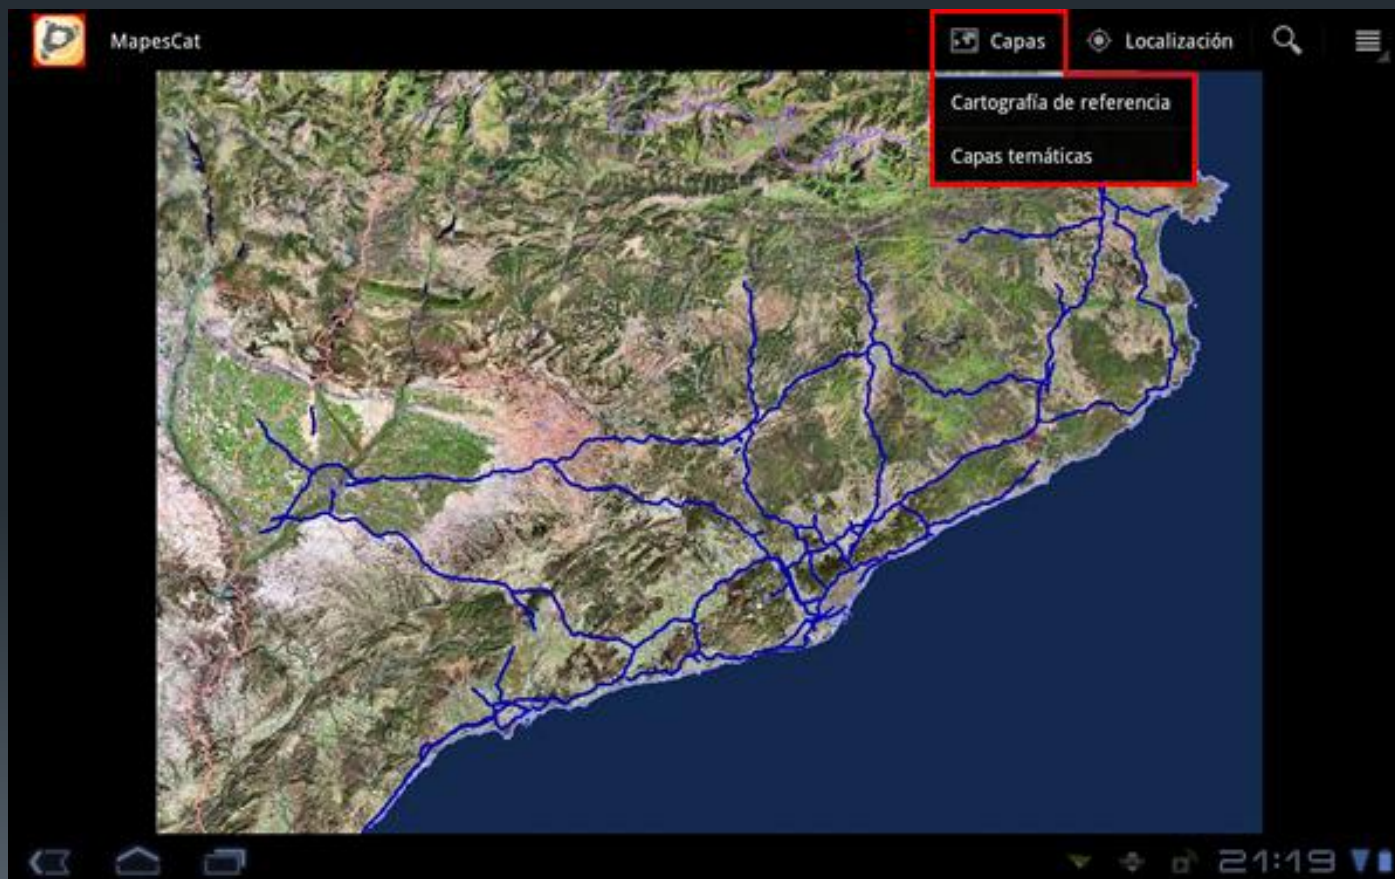 MapesCat
Capas
Localización
Cartografía de referencia
Capas temáticas
21:19